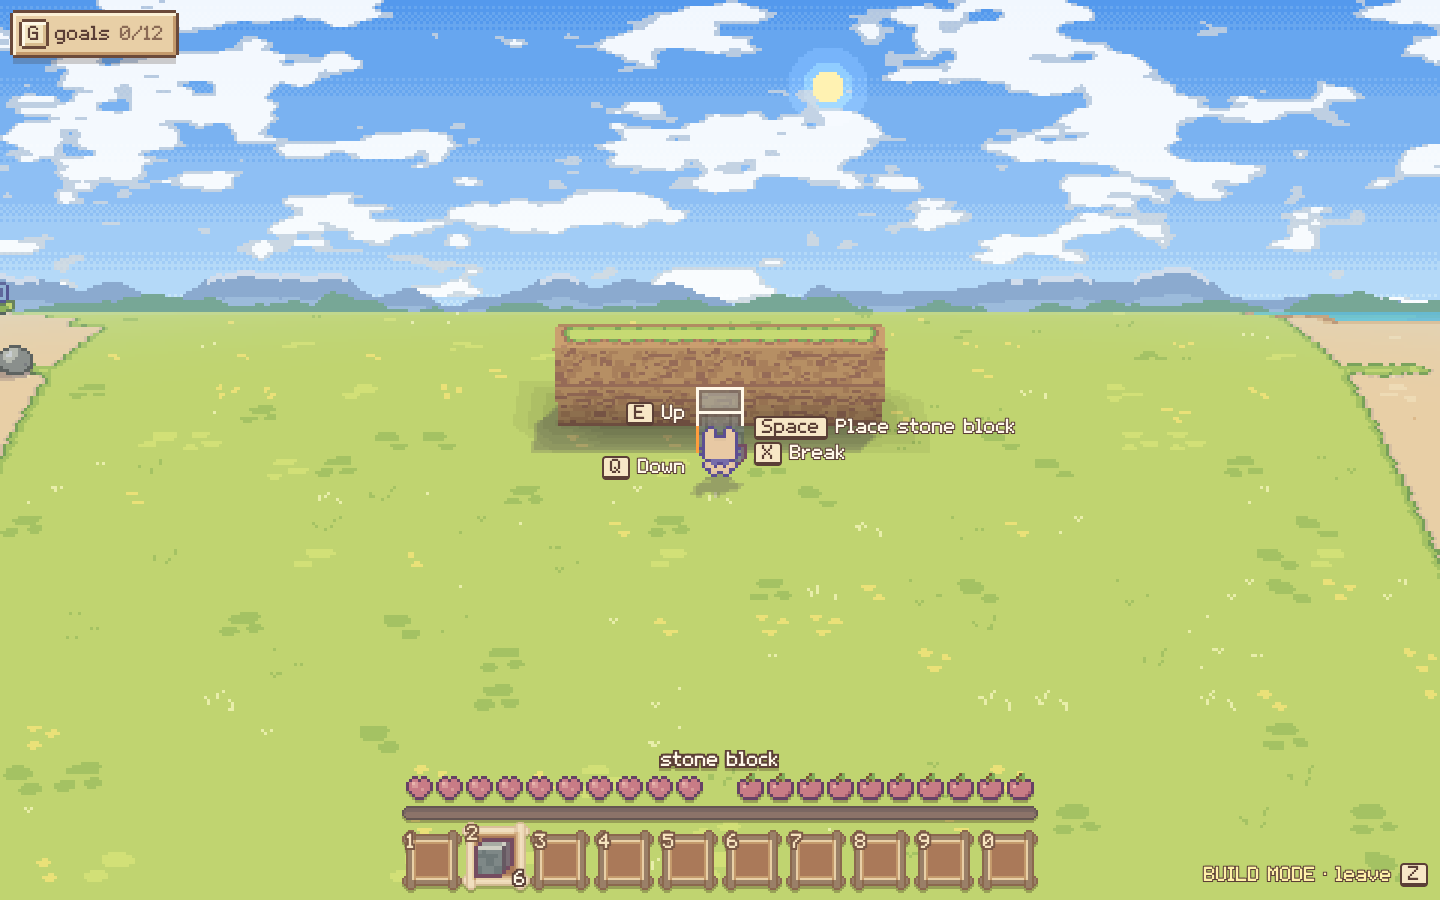 G goals 0/12
E Up
Space Place stone block
X Break
Q Down
stone block
1 2 3 4 5 6 7 8 9 0
6
BUILD MODE · leave Z